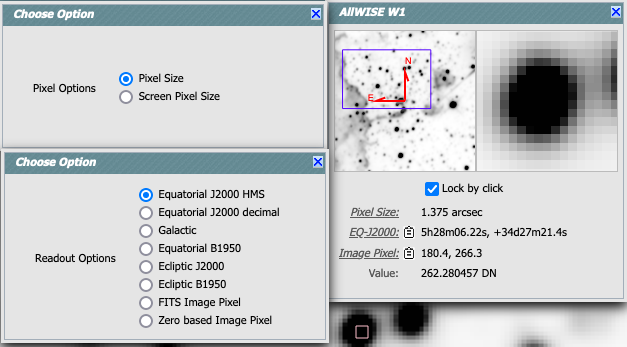 Choose Option
Pixel Options
Pixel Size
Screen Pixel Size
Choose Option
Readout Options
Equatorial J2000 HMS
Equatorial J2000 decimal
Galactic
Equatorial B1950
Ecliptic J2000
Ecliptic B1950
FITS Image Pixel
Zero based Image Pixel
AllWISE W1
N
E
Lock by click
Pixel Size: 1.375 arcsec
EQ-J2000: 5h28m06.22s, +34d27m21.4s
Image Pixel: 180.4, 266.3
Value: 262.280457 DN